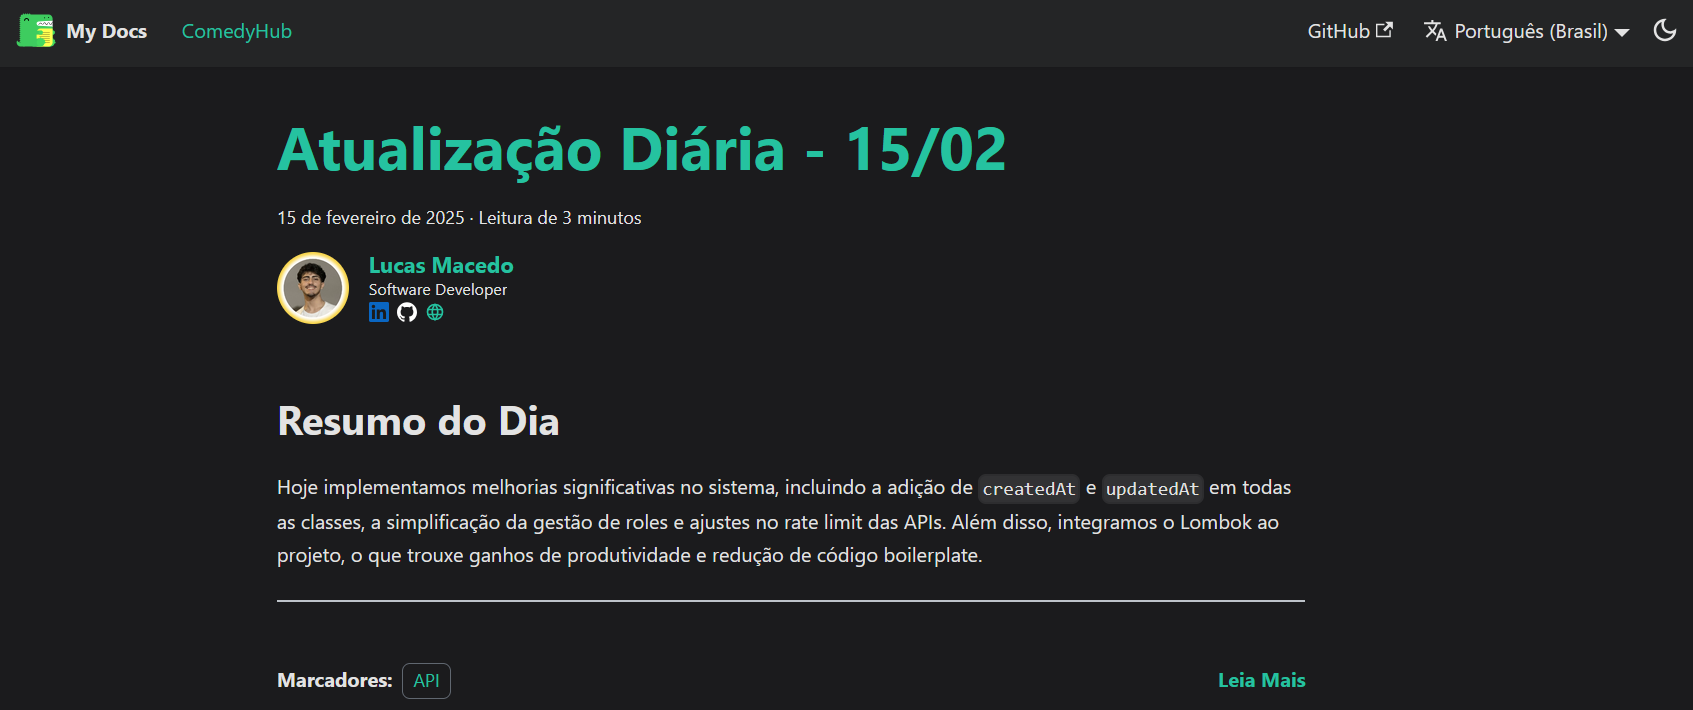 My Docs ComedyHub GitHub Português (Brasil)
Atualização Diária - 15/02
15 de fevereiro de 2025 · Leitura de 3 minutos
Lucas Macedo
Software Developer
in
Resumo do Dia
Hoje implementamos melhorias significativas no sistema, incluindo a adição de createdAt e updatedAt em todas
as classes, a simplificação da gestão de roles e ajustes no rate limit das APIs. Além disso, integramos o Lombok ao
projeto, o que trouxe ganhos de produtividade e redução de código boilerplate.
Marcadores: API Leia Mais